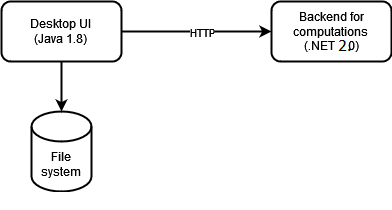 Desktop UI
(Java 1.8)
HTTP
Backend for
computations
(.NET 2.0)
File
system